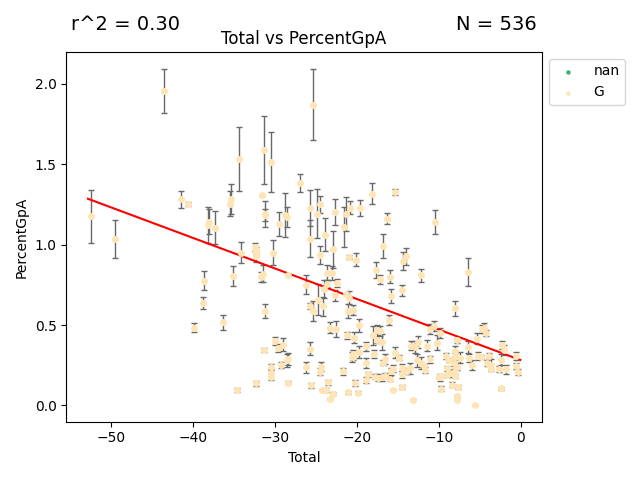 r^2 = 0.30
N = 536
Total vs PercentGpA
nan
G
PercentGpA
2.0
1.5
1.0
0.5
0.0
−50
−40
−30
−20
−10
0
Total